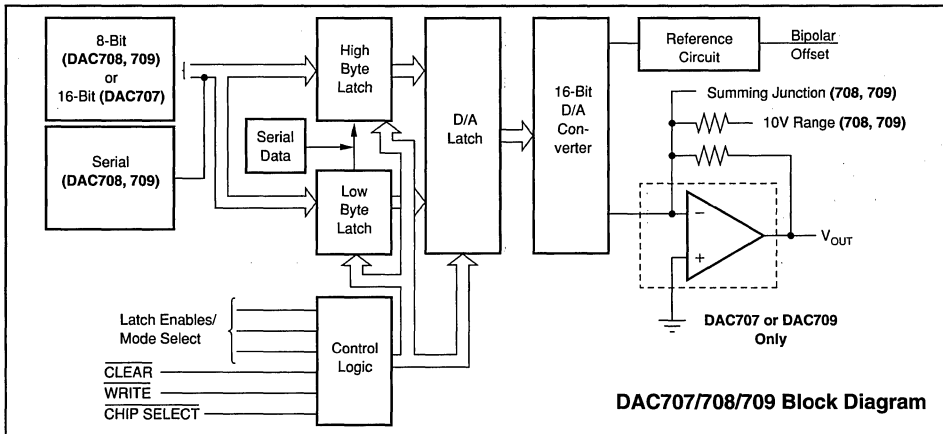 8-Bit
(DAC708, 709)
or
16-Bit (DAC707)
Serial
(DAC708, 709)
High
Byte
Latch
Serial
Data
Low
Byte
Latch
D/A
Latch
16-Bit
D/A
Con-
verter
Reference
Circuit
Bipolar
Offset
Summing Junction (708, 709)
10V Range (708, 709)
−
+
VOUT
DAC707 or DAC709
Only
Latch Enables/
Mode Select
CLEAR
WRITE
CHIP SELECT
Control
Logic
DAC707/708/709 Block Diagram